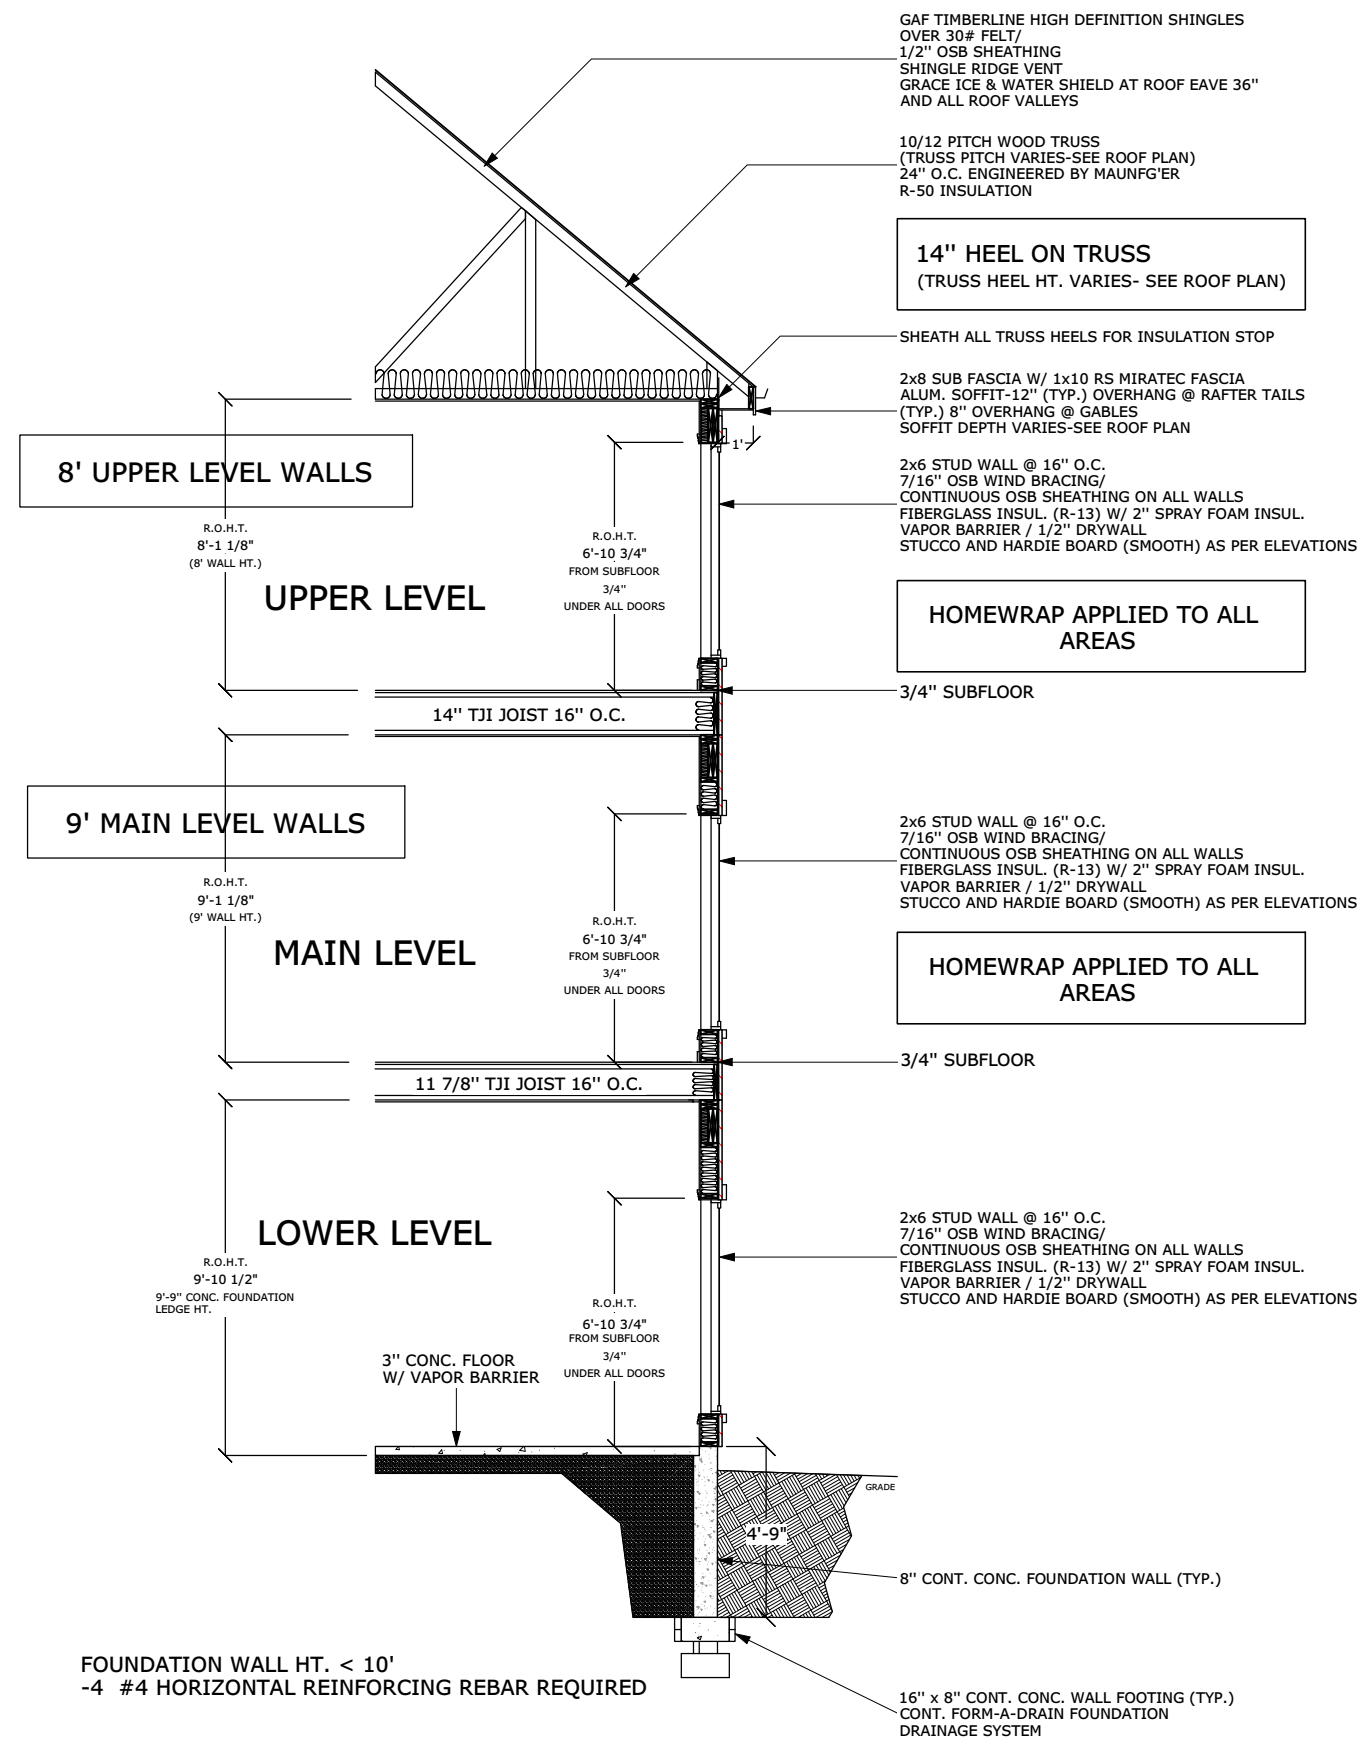 GAF TIMBERLINE HIGH DEFINITION SHINGLES
OVER 30# FELT/
1/2" OSB SHEATHING
SHINGLE RIDGE VENT
GRACE ICE & WATER SHIELD AT ROOF EAVE 36"
AND ALL ROOF VALLEYS
10/12 PITCH WOOD TRUSS
(TRUSS PITCH VARIES-SEE ROOF PLAN)
24" O.C. ENGINEERED BY MAUNFG'ER
R-50 INSULATION
14" HEEL ON TRUSS
(TRUSS HEEL HT. VARIES- SEE ROOF PLAN)
SHEATH ALL TRUSS HEELS FOR INSULATION STOP
2x8 SUB FASCIA W/ 1x10 RS MIRATEC FASCIA
ALUM. SOFFIT-12" (TYP.) OVERHANG @ RAFTER TAILS
(TYP.) 8" OVERHANG @ GABLES
SOFFIT DEPTH VARIES-SEE ROOF PLAN
1'
8' UPPER LEVEL WALLS
R.O.H.T.
8'-1 1/8"
(8' WALL HT.)
UPPER LEVEL
R.O.H.T.
6'-10 3/4"
FROM SUBFLOOR
3/4"
UNDER ALL DOORS
2x6 STUD WALL @ 16" O.C.
7/16" OSB WIND BRACING/
CONTINUOUS OSB SHEATHING ON ALL WALLS
FIBERGLASS INSUL. (R-13) W/ 2" SPRAY FOAM INSUL.
VAPOR BARRIER / 1/2" DRYWALL
STUCCO AND HARDIE BOARD (SMOOTH) AS PER ELEVATIONS
HOMEWRAP APPLIED TO ALL
AREAS
3/4" SUBFLOOR
14" TJI JOIST 16" O.C.
9' MAIN LEVEL WALLS
R.O.H.T.
9'-1 1/8"
(9' WALL HT.)
MAIN LEVEL
R.O.H.T.
6'-10 3/4"
FROM SUBFLOOR
3/4"
UNDER ALL DOORS
2x6 STUD WALL @ 16" O.C.
7/16" OSB WIND BRACING/
CONTINUOUS OSB SHEATHING ON ALL WALLS
FIBERGLASS INSUL. (R-13) W/ 2" SPRAY FOAM INSUL.
VAPOR BARRIER / 1/2" DRYWALL
STUCCO AND HARDIE BOARD (SMOOTH) AS PER ELEVATIONS
HOMEWRAP APPLIED TO ALL
AREAS
3/4" SUBFLOOR
11 7/8" TJI JOIST 16" O.C.
LOWER LEVEL
R.O.H.T.
9'-10 1/2"
9'-9" CONC. FOUNDATION
LEDGE HT.
R.O.H.T.
6'-10 3/4"
FROM SUBFLOOR
3/4"
UNDER ALL DOORS
2x6 STUD WALL @ 16" O.C.
7/16" OSB WIND BRACING/
CONTINUOUS OSB SHEATHING ON ALL WALLS
FIBERGLASS INSUL. (R-13) W/ 2" SPRAY FOAM INSUL.
VAPOR BARRIER / 1/2" DRYWALL
STUCCO AND HARDIE BOARD (SMOOTH) AS PER ELEVATIONS
3" CONC. FLOOR
W/ VAPOR BARRIER
GRADE
4'-9"
8" CONT. CONC. FOUNDATION WALL (TYP.)
FOUNDATION WALL HT. < 10'
-4 #4 HORIZONTAL REINFORCING REBAR REQUIRED
16" x 8" CONT. CONC. WALL FOOTING (TYP.)
CONT. FORM-A-DRAIN FOUNDATION
DRAINAGE SYSTEM